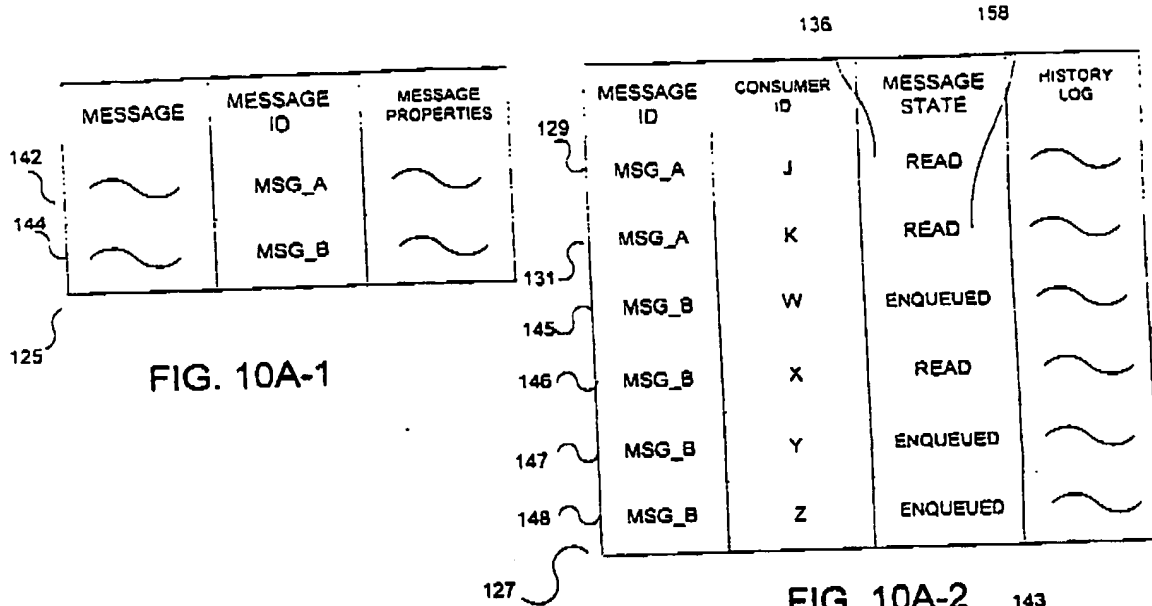 136 158
MESSAGE MESSAGE ID MESSAGE PROPERTIES
142 MSG_A
144 MSG_B
125
FIG. 10A-1
MESSAGE ID CONSUMER ID MESSAGE STATE HISTORY LOG
129 MSG_A J READ
131 MSG_A K READ
145 MSG_B W ENQUEUED
146 MSG_B X READ
147 MSG_B Y ENQUEUED
148 MSG_B Z ENQUEUED
127
FIG. 10A-2 143